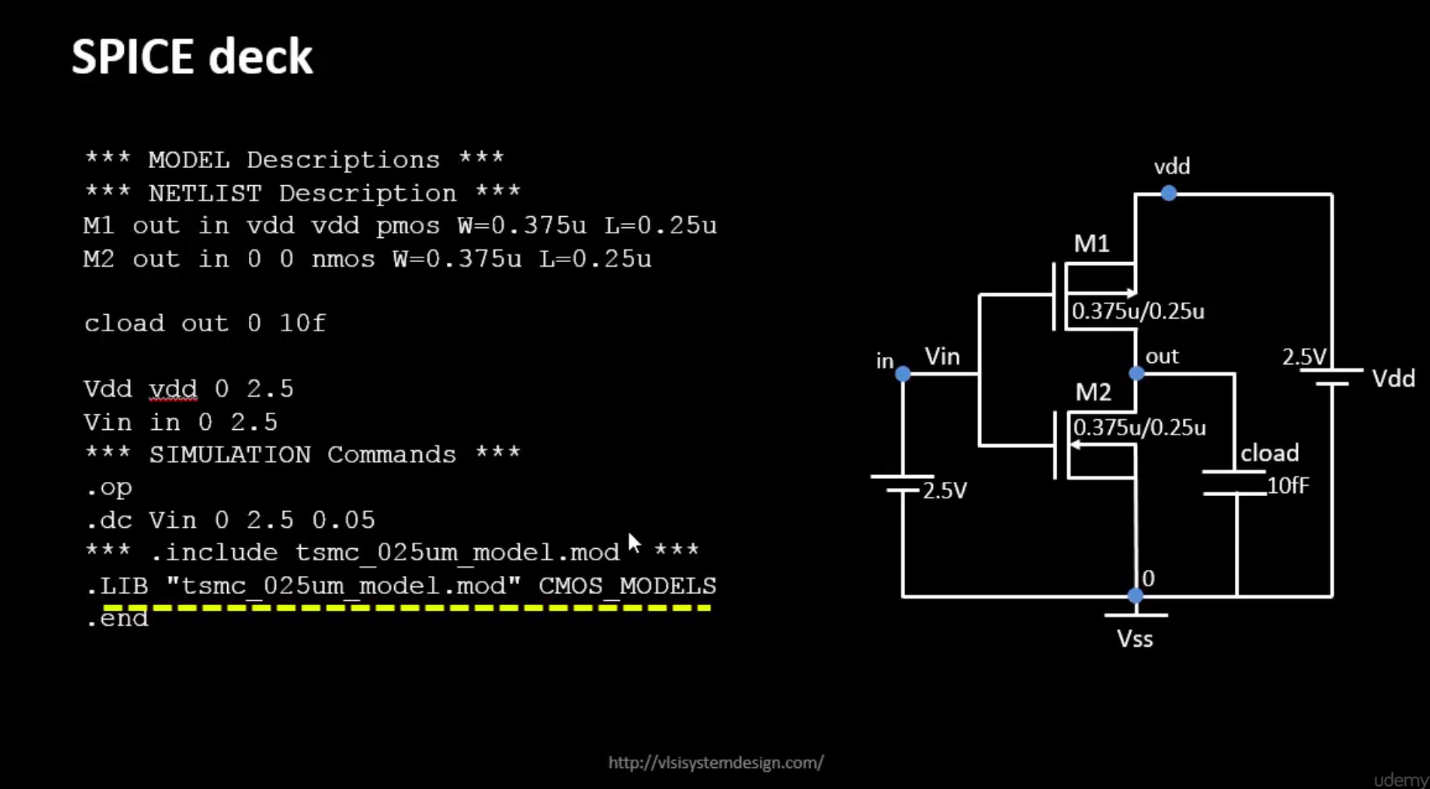 SPICE deck
*** MODEL Descriptions ***
*** NETLIST Description ***
M1 out in vdd vdd pmos W=0.375u L=0.25u
M2 out in 0 0 nmos W=0.375u L=0.25u
cload out 0 10f
Vdd vdd 0 2.5
Vin in 0 2.5
*** SIMULATION Commands ***
.op
.dc Vin 0 2.5 0.05
*** .include tsmc_025um_model.mod ***
.LIB "tsmc_025um_model.mod" CMOS_MODELS
.end
vdd
M1
0.375u/0.25u
in
Vin
out
2.5V
Vdd
M2
0.375u/0.25u
cload
10fF
2.5V
0
Vss
http://vlsisystemdesign.com/
udemy